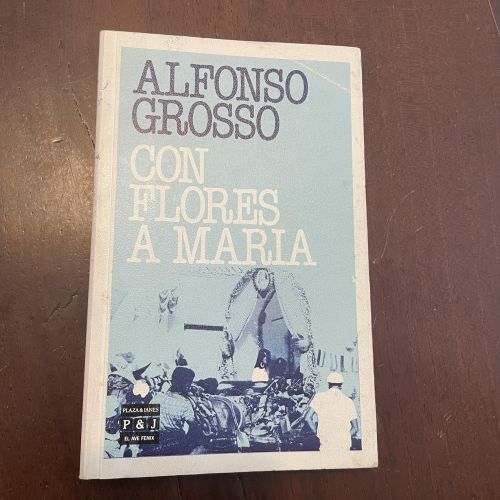 ALFONSO
GROSSO
CON
FLORES
A MARIA
PLAZA & JANES
P & J
EL AVE FENIX